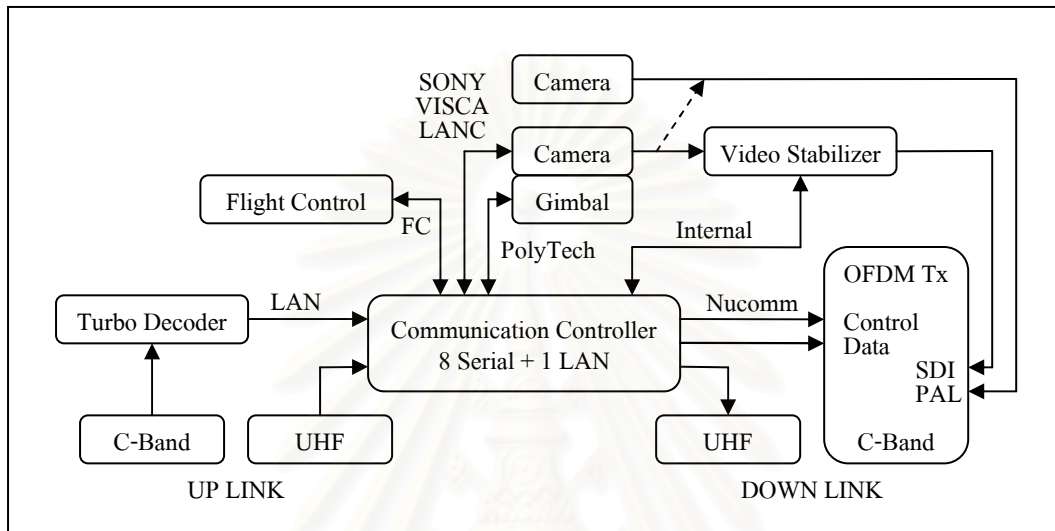 SONY
VISCA
LANC
Camera
Camera
Video Stabilizer
Flight Control
Gimbal
FC
PolyTech
Internal
OFDM Tx
Turbo Decoder
LAN
Communication Controller
8 Serial + 1 LAN
Nucomm
Control
Data
SDI
PAL
C-Band
UHF
UHF
C-Band
UP LINK
DOWN LINK